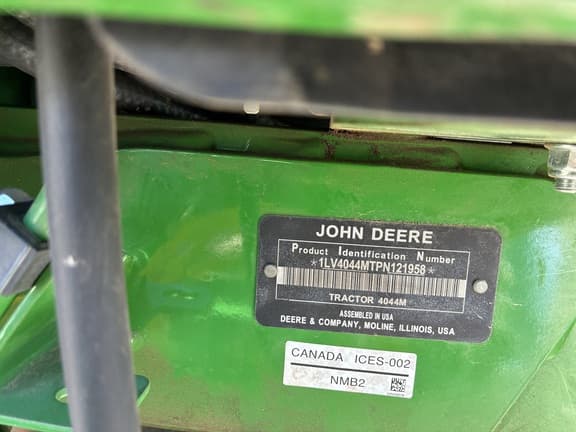 JOHN DEERE
Product Identification Number
*1LV4044MTPN121958*
TRACTOR 4044M
ASSEMBLED IN USA
DEERE & COMPANY, MOLINE, ILLINOIS, USA
CANADA ICES-002
NMB2